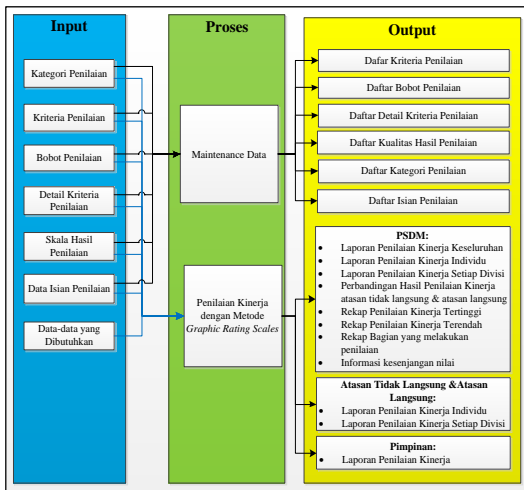 Input
Kategori Penilaian
Kriteria Penilaian
Bobot Penilaian
Detail Kriteria
Penilaian
Skala Hasil
Penilaian
Data Isian Penilaian
Data-data yang
Dibutuhkan
Proses
Maintenance Data
Penilaian Kinerja
dengan Metode
Graphic Rating Scales
Output
Dafar Kriteria Penilaian
Daftar Bobot Penilaian
Daftar Detail Kriteria Penilaian
Daftar Kualitas Hasil Penilaian
Daftar Kategori Penilaian
Daftar Isian Penilaian
PSDM:
• Laporan Penilaian Kinerja Keseluruhan
• Laporan Penilaian Kinerja Individu
• Laporan Penilaian Kinerja Setiap Divisi
• Perbandingan Hasil Penilaian Kinerja
atasan tidak langsung & atasan langsung
• Rekap Penilaian Kinerja Tertinggi
• Rekap Penilaian Kinerja Terendah
• Rekap Bagian yang melakukan
penilaian
• Informasi kesenjangan nilai
Atasan Tidak Langsung &Atasan
Langsung:
• Laporan Penilaian Kinerja Individu
• Laporan Penilaian Kinerja Setiap Divisi
Pimpinan:
• Laporan Penilaian Kinerja